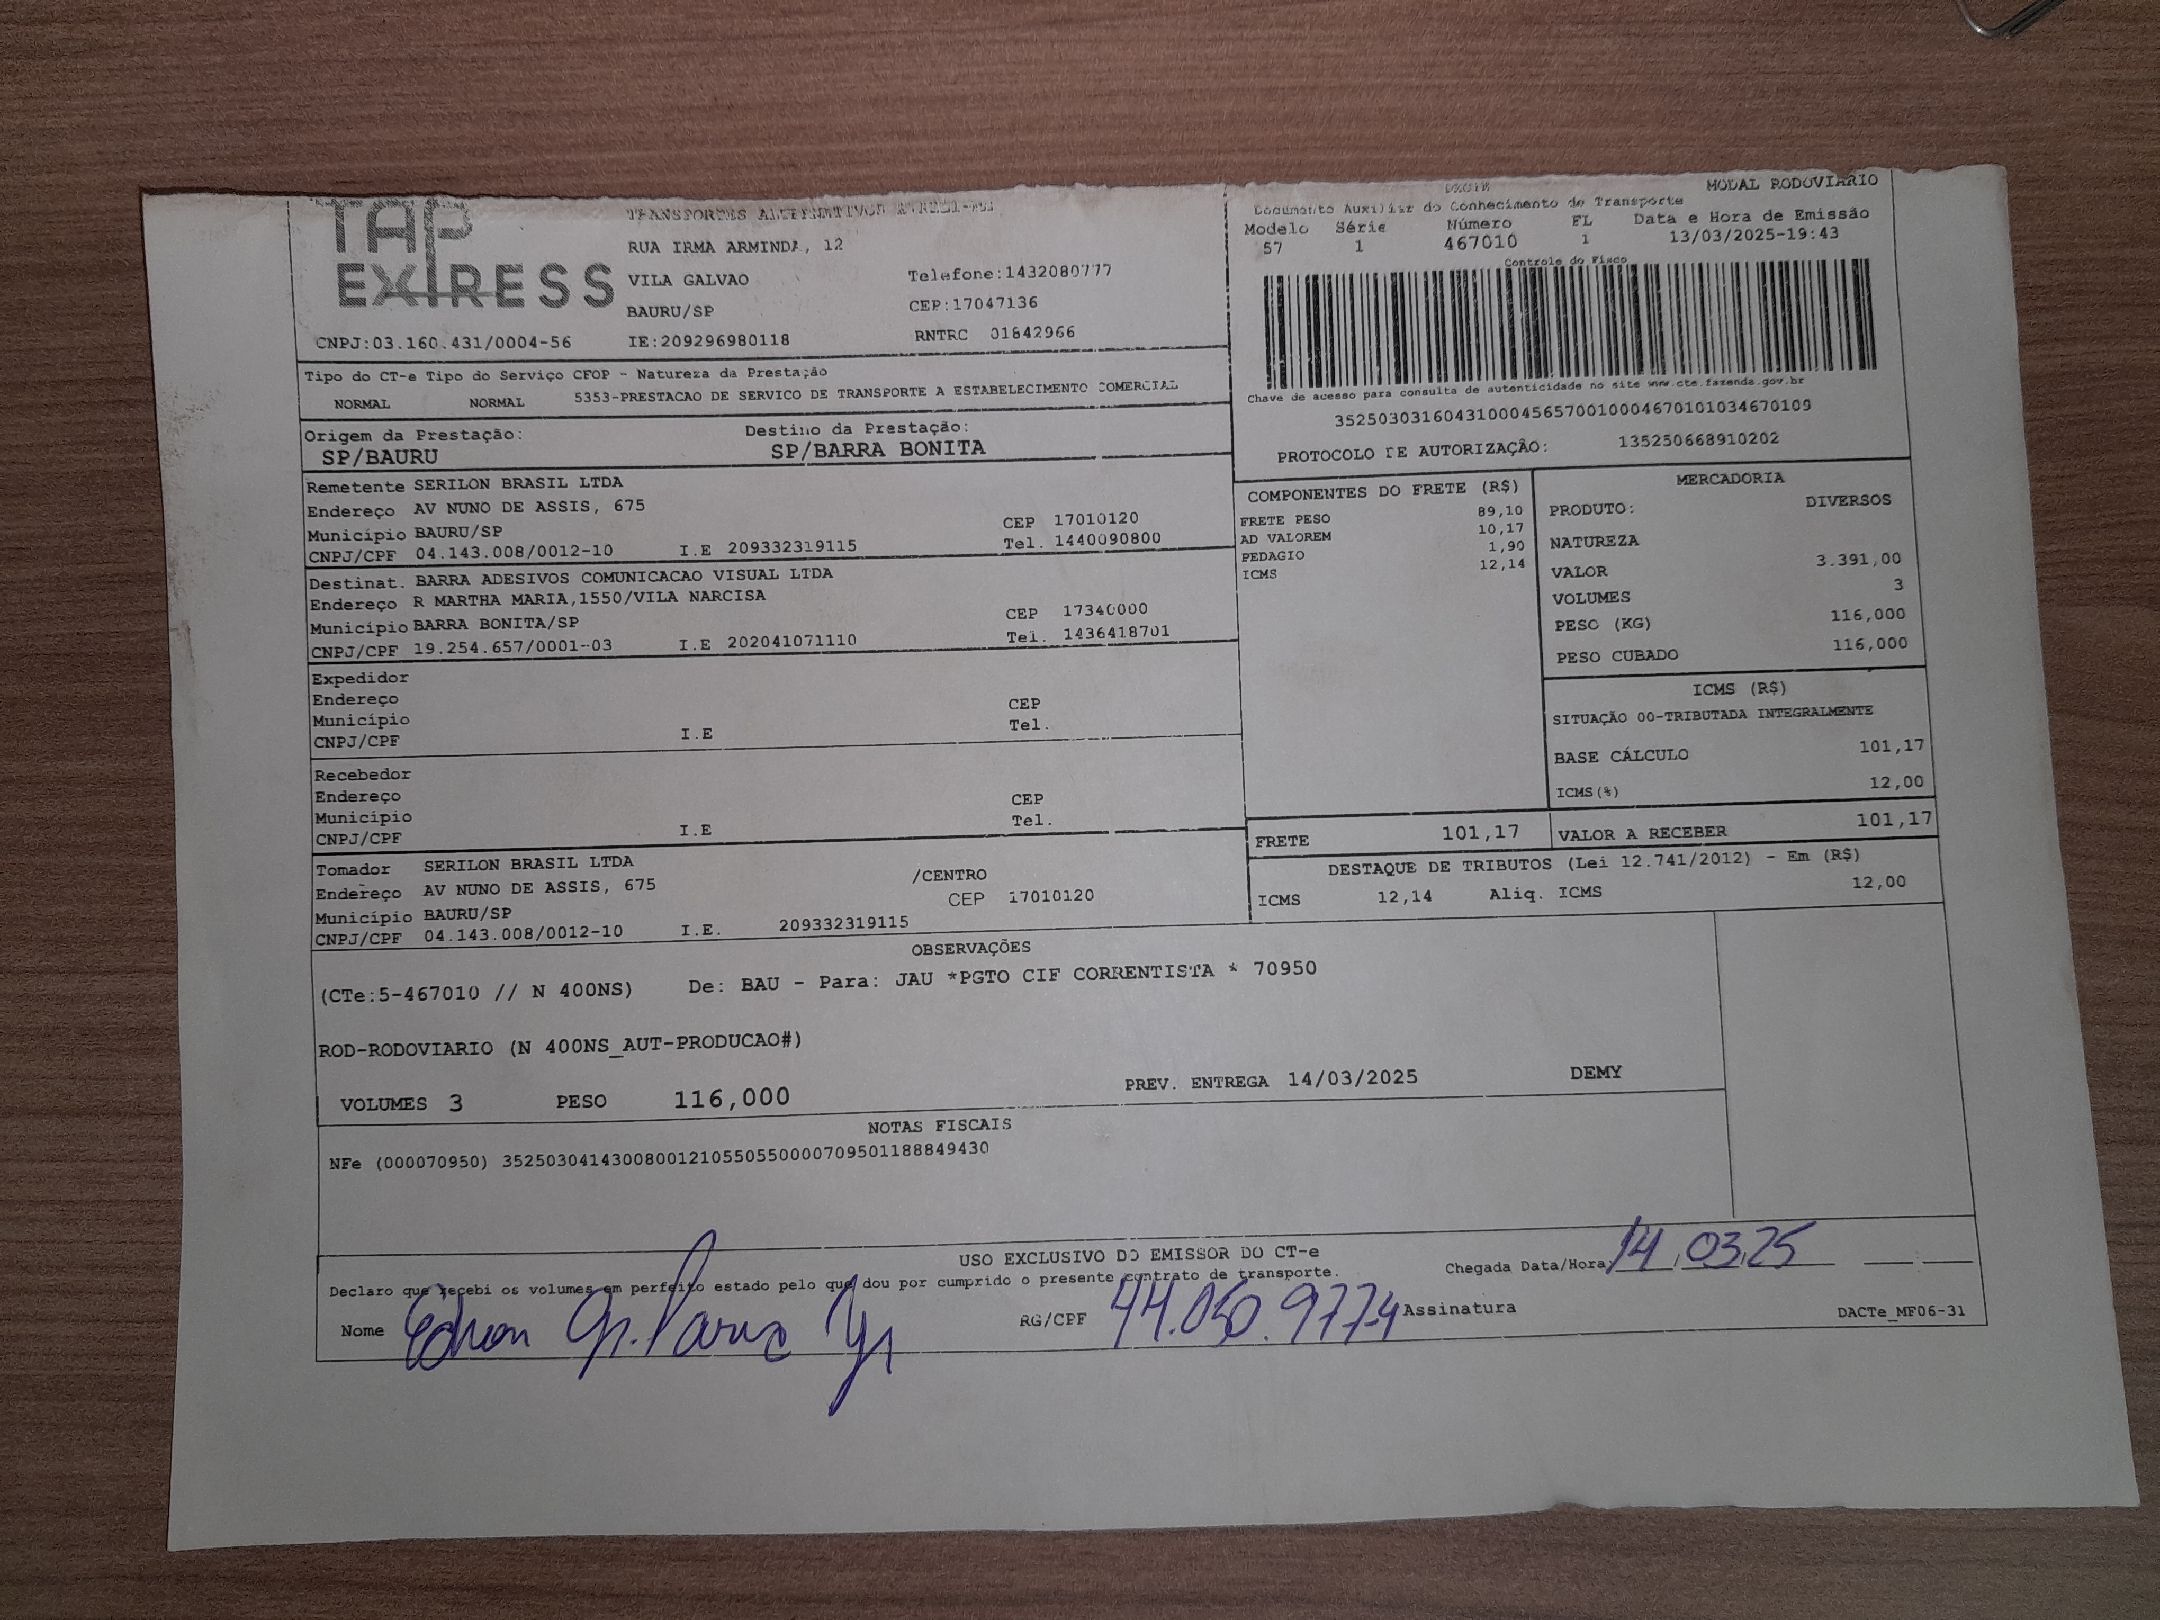 TAP
EXPRESS
TRANSPORTES ALTERNATIVOS
RUA IRMA ARMINDA, 12
VILA GALVAO Telefone:1432080777
BAURU/SP CEP:17047136
CNPJ:03.160.431/0004-56 IE:209296980118 RNTRC 01842966
DACTE MODAL RODOVIARIO
Documento Auxiliar do Conhecimento de Transporte
Modelo Série Número FL Data e Hora de Emissão
57 1 467010 1 13/03/2025-19:43
Controle do Fisco
Chave de acesso para consulta de autenticidade no site www.cte.fazenda.gov.br
35250303160431000456570010004670101034670109
PROTOCOLO DE AUTORIZAÇÃO: 135250668910202
Tipo do CT-e Tipo do Serviço CFOP - Natureza da Prestação
NORMAL NORMAL 5353-PRESTACAO DE SERVICO DE TRANSPORTE A ESTABELECIMENTO COMERCIAL
Origem da Prestação: Destino da Prestação:
SP/BAURU SP/BARRA BONITA
Remetente SERILON BRASIL LTDA
Endereço AV NUNO DE ASSIS, 675
Município BAURU/SP CEP 17010120
CNPJ/CPF 04.143.008/0012-10 I.E 209332319115 Tel. 1440090800
Destinat. BARRA ADESIVOS COMUNICACAO VISUAL LTDA
Endereço R MARTHA MARIA,1550/VILA NARCISA
Município BARRA BONITA/SP CEP 17340000
CNPJ/CPF 19.254.657/0001-03 I.E 202041071110 Tel. 1436418701
Expedidor
Endereço CEP
Município Tel.
CNPJ/CPF I.E
Recebedor
Endereço CEP
Município Tel.
CNPJ/CPF I.E
Tomador SERILON BRASIL LTDA
Endereço AV NUNO DE ASSIS, 675 /CENTRO
Município BAURU/SP CEP 17010120
CNPJ/CPF 04.143.008/0012-10 I.E. 209332319115
COMPONENTES DO FRETE (R$)
FRETE PESO 89,10
AD VALOREM 10,17
PEDAGIO 1,90
ICMS 12,14
MERCADORIA
PRODUTO: DIVERSOS
NATUREZA
VALOR 3.391,00
VOLUMES 3
PESO (KG) 116,000
PESO CUBADO 116,000
ICMS (R$)
SITUAÇÃO 00-TRIBUTADA INTEGRALMENTE
BASE CÁLCULO 101,17
ICMS(%) 12,00
FRETE 101,17 VALOR A RECEBER 101,17
DESTAQUE DE TRIBUTOS (Lei 12.741/2012) - Em (R$)
ICMS 12,14 Aliq. ICMS 12,00
OBSERVAÇÕES
(CTe:5-467010 // N 400NS) De: BAU - Para: JAU *PGTO CIF CORRENTISTA * 70950
ROD-RODOVIARIO (N 400NS_AUT-PRODUCAO#)
VOLUMES 3 PESO 116,000 PREV. ENTREGA 14/03/2025 DEMY
NOTAS FISCAIS
NFe (000070950) 35250304143008001210550550000709501188849430
USO EXCLUSIVO DO EMISSOR DO CT-e
Declaro que recebi os volumes em perfeito estado pelo que dou por cumprido o presente contrato de transporte. Chegada Data/Hora 14.03.25
Nome RG/CPF 44.050.977-4 Assinatura DACTe_MF06-31